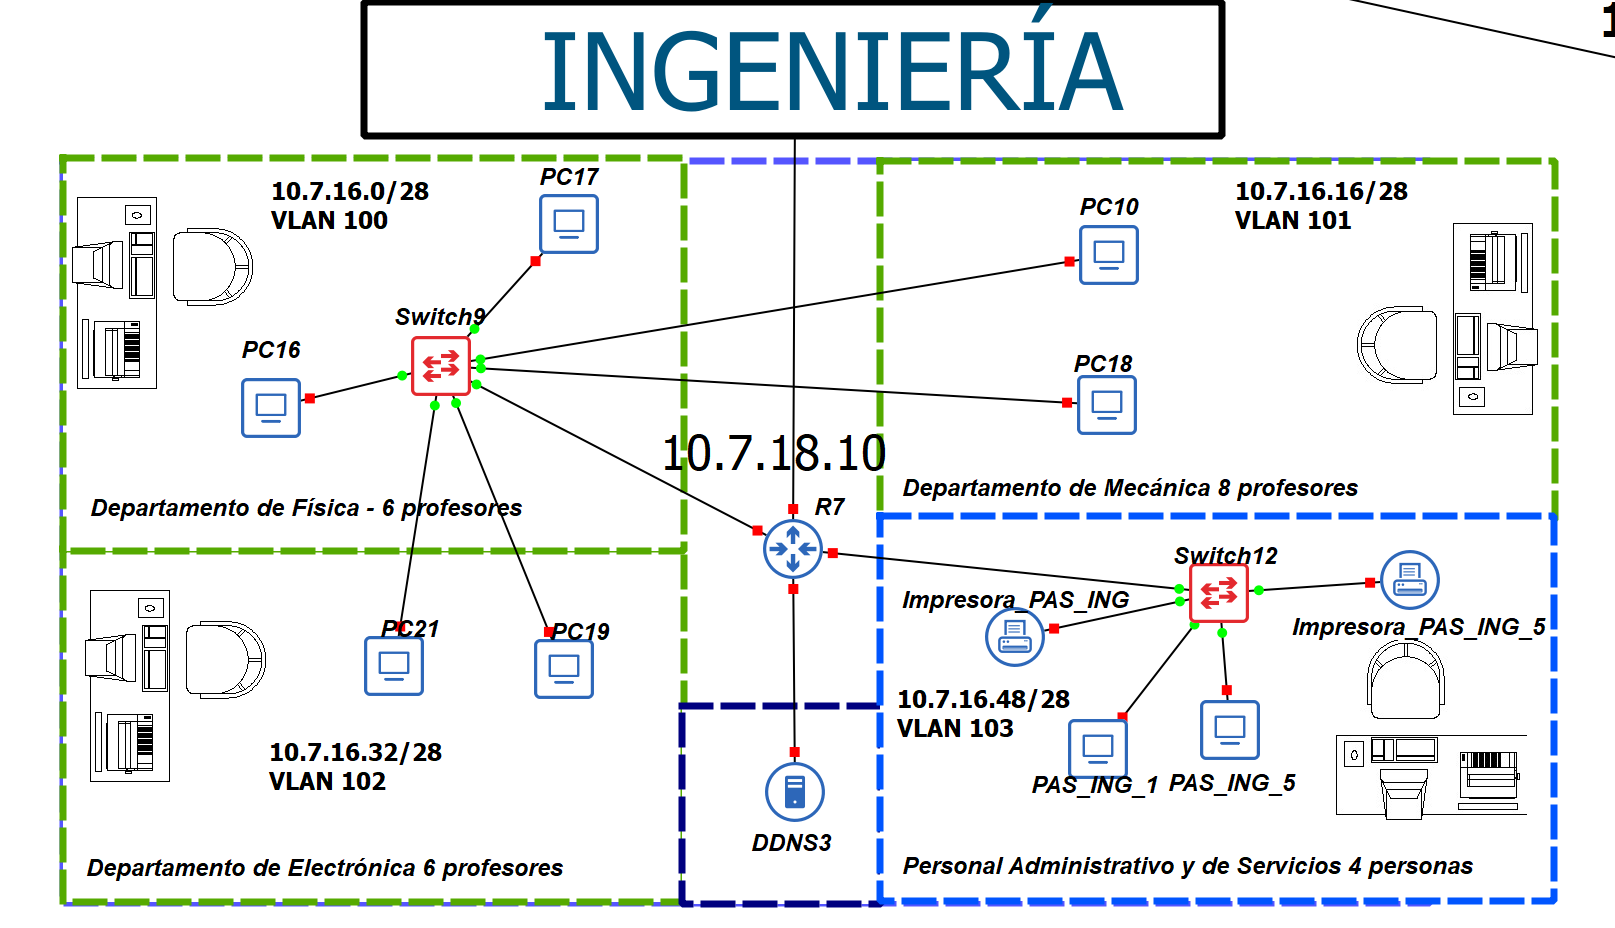 INGENIERÍA
10.7.16.0/28
VLAN 100
PC17
PC16
Switch9
Departamento de Física - 6 profesores
10.7.16.16/28
VLAN 101
PC10
PC18
Departamento de Mecánica 8 profesores
10.7.18.10
R7
PC21
PC19
10.7.16.32/28
VLAN 102
Departamento de Electrónica 6 profesores
DDNS3
Switch12
Impresora_PAS_ING
Impresora_PAS_ING_5
10.7.16.48/28
VLAN 103
PAS_ING_1
PAS_ING_5
Personal Administrativo y de Servicios 4 personas